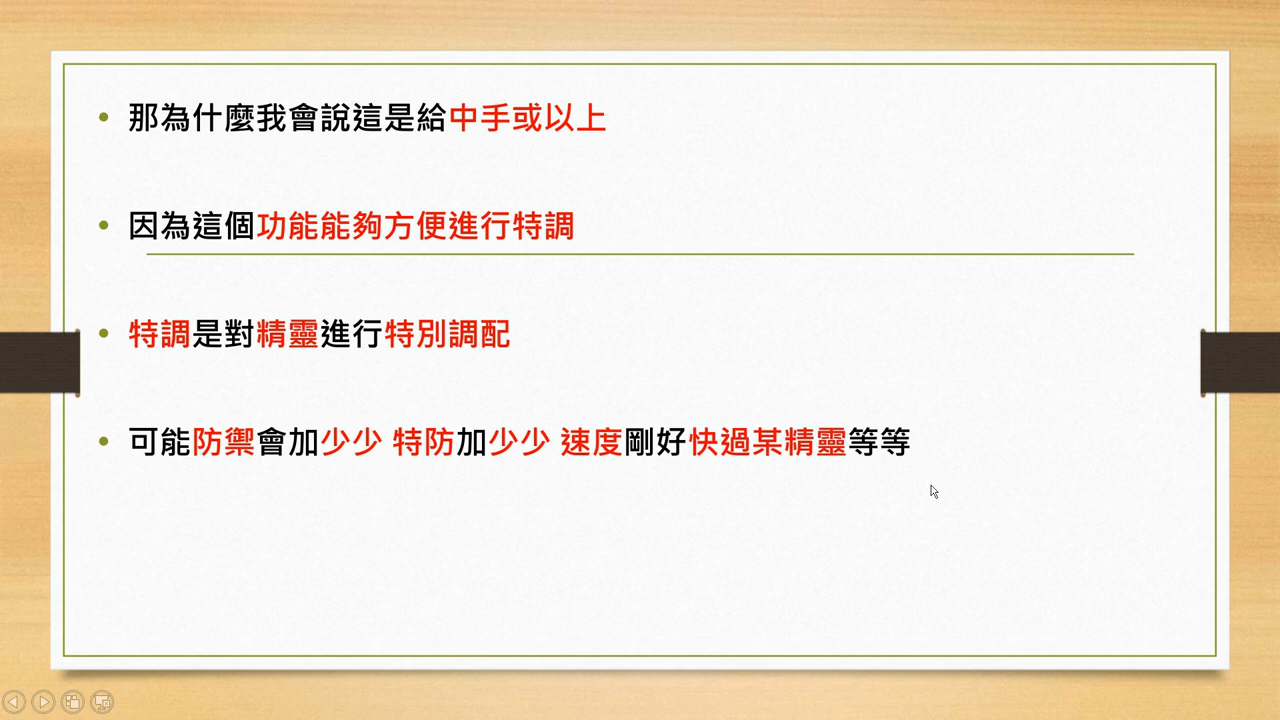 那為什麼我會說這是給中手或以上
因為這個功能能夠方便進行特調
特調是對精靈進行特別調配
可能防禦會加少少 特防加少少 速度剛好快過某精靈等等